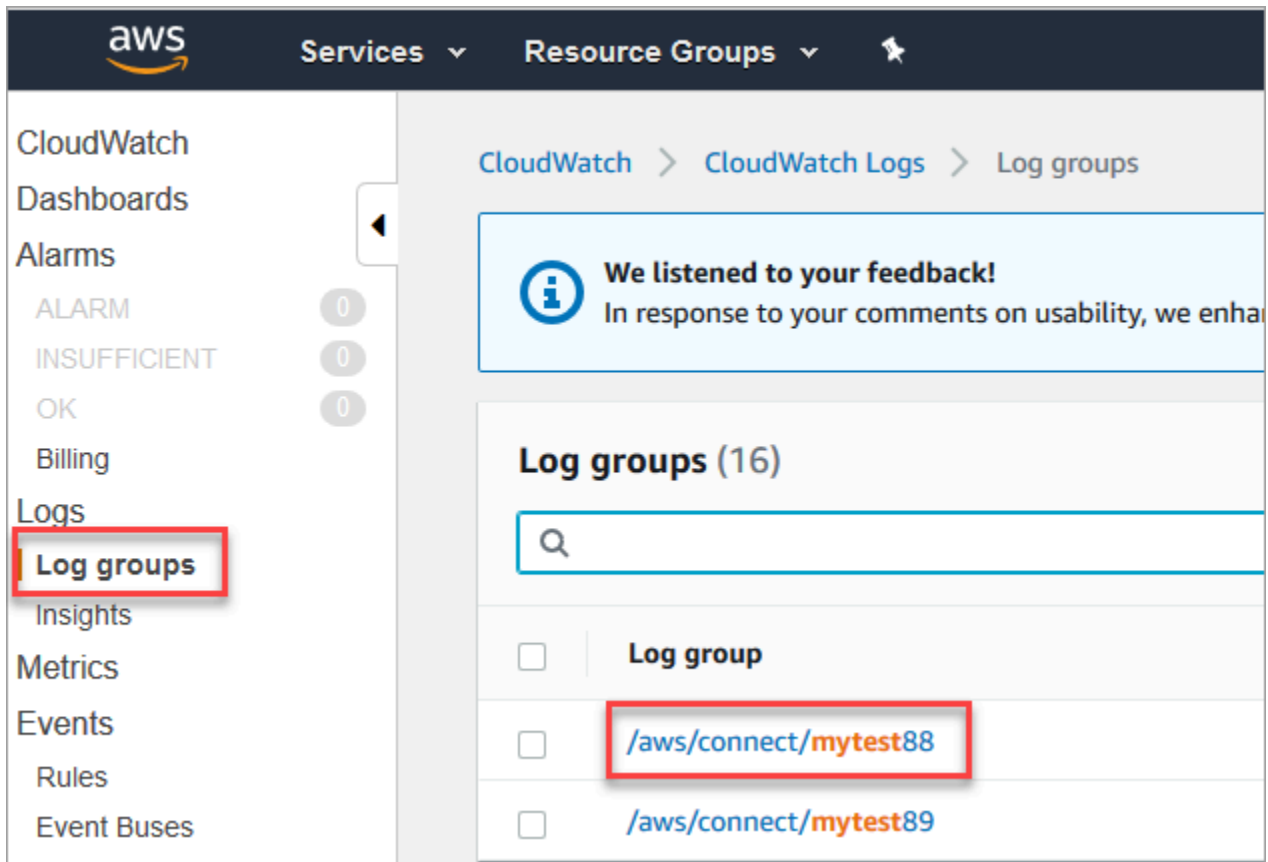 aws Services Resource Groups
CloudWatch
Dashboards
Alarms
ALARM 0
INSUFFICIENT 0
OK 0
Billing
Logs
Log groups
Insights
Metrics
Events
Rules
Event Buses
CloudWatch > CloudWatch Logs > Log groups
We listened to your feedback!
In response to your comments on usability, we enha
Log groups (16)
Log group
/aws/connect/mytest88
/aws/connect/mytest89